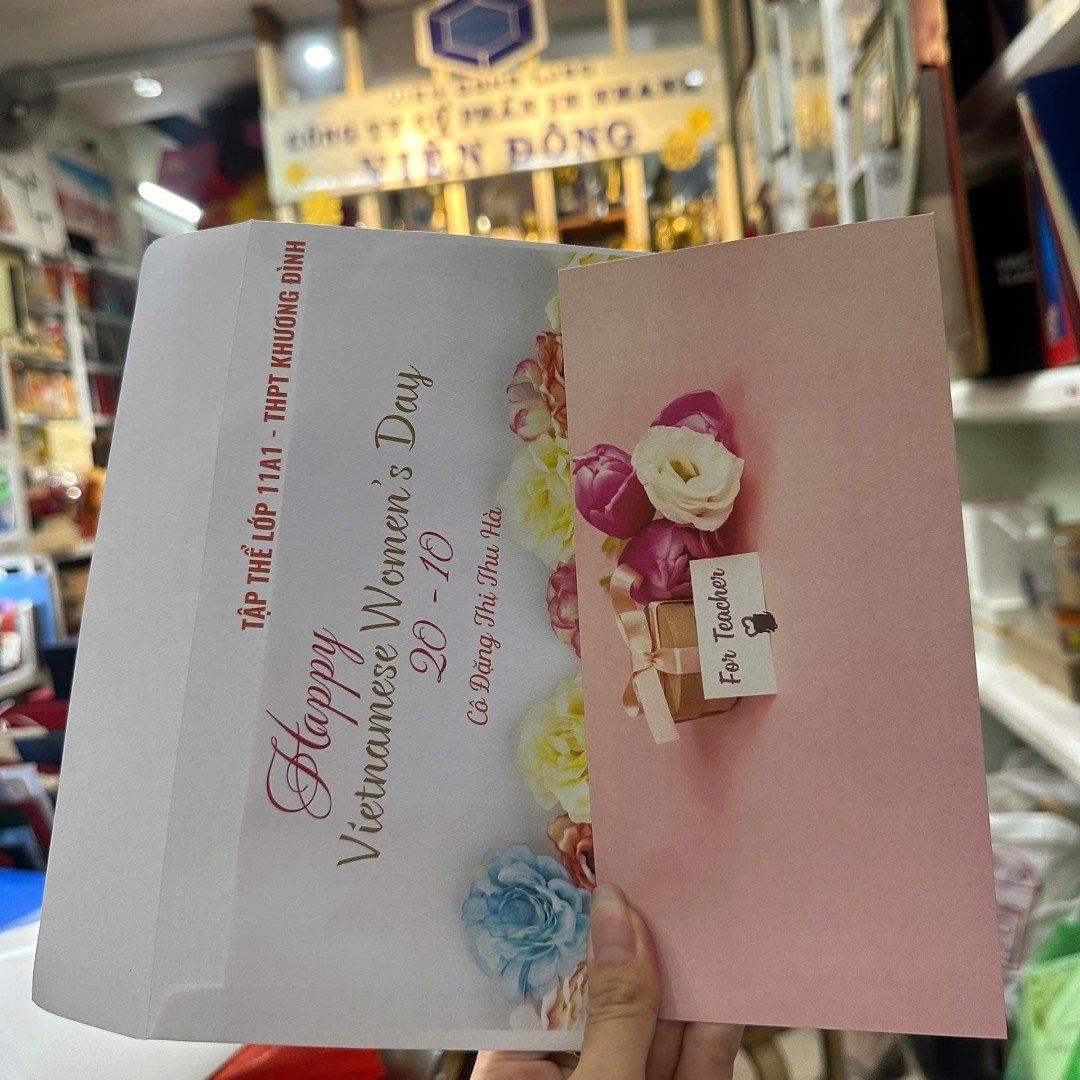 CÔNG TY CỔ PHẦN IN NHANH
VIỄN ĐÔNG
TẬP THỂ LỚP 11A1 - THPT KHƯƠNG ĐÌNH
Happy
Vietnamese Women's Day
20 - 10
Cô Đặng Thị Thu Hà
For Teacher